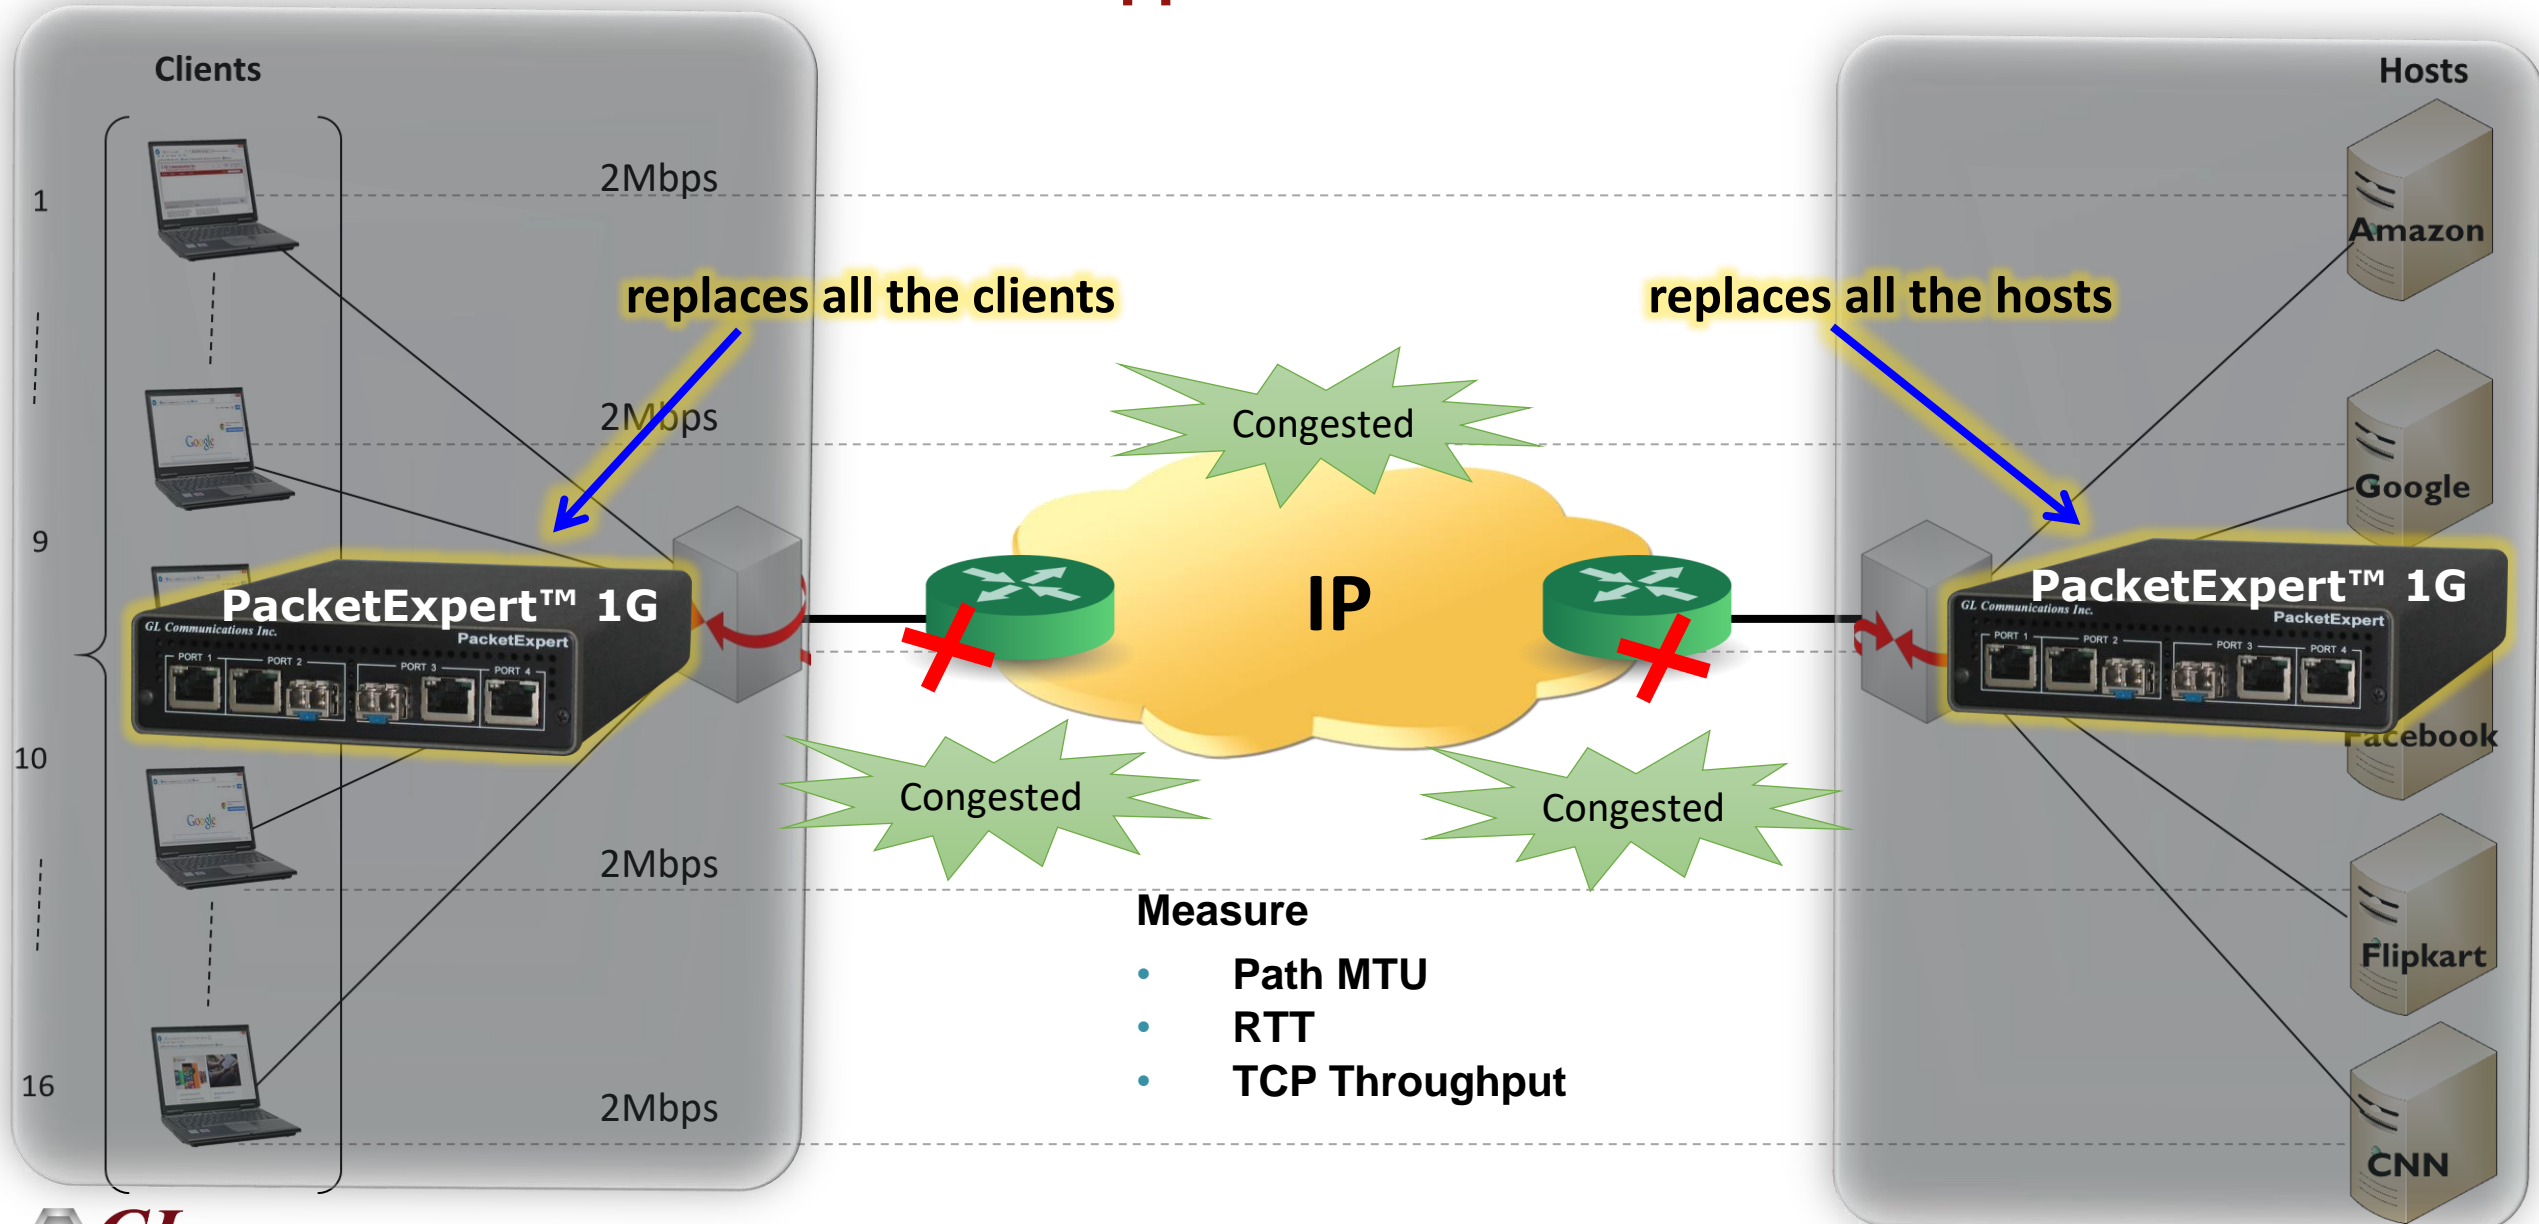 Clients
Hosts
1
2Mbps
Amazon
replaces all the clients
replaces all the hosts
2Mbps
Congested
Google
Google
9
IP
PacketExpert™ 1G
GL Communications Inc.
PacketExpert
PORT 1
PORT 2
PORT 3
PORT 4
PacketExpert™ 1G
GL Communications Inc.
PacketExpert
PORT 1
PORT 2
PORT 3
PORT 4
Facebook
10
Congested
Congested
Google
2Mbps
Measure
• Path MTU
• RTT
• TCP Throughput
Flipkart
16
2Mbps
CNN
GL